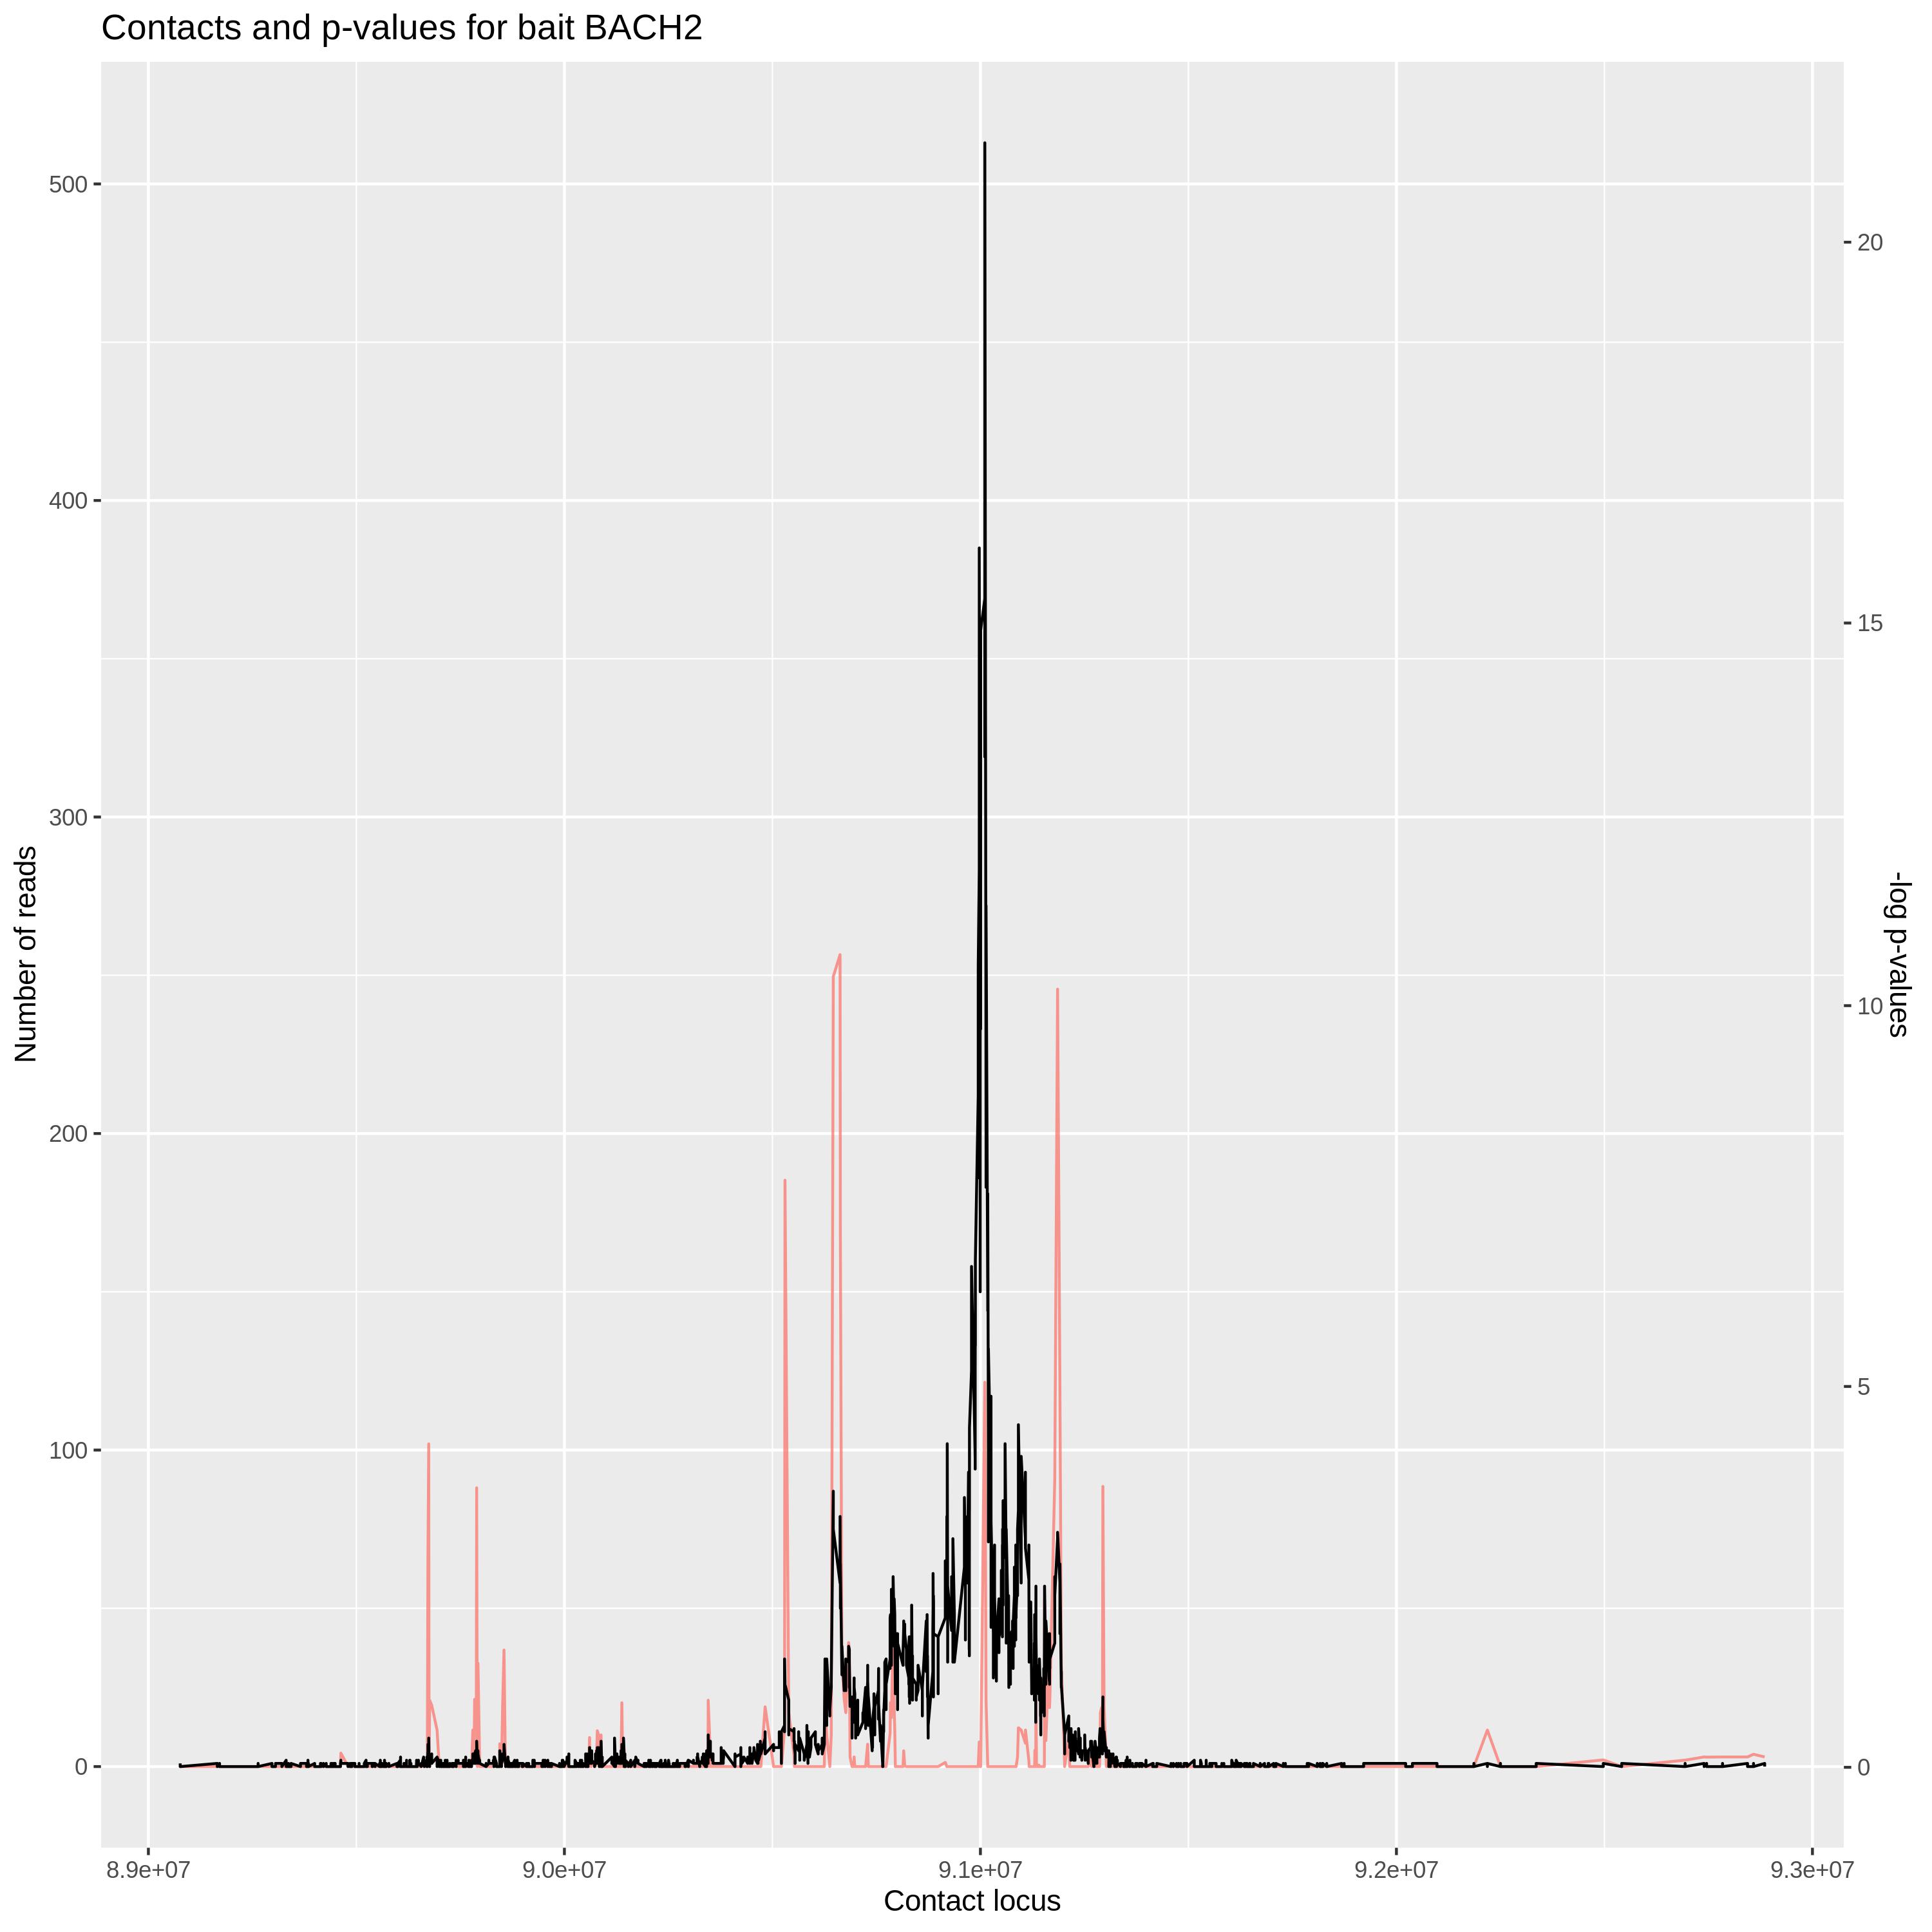 Contacts and p-values for bait BACH2
500
400
300
200
100
0
Number of reads
20
15
10
5
0
-log p-values
8.9e+07
9.0e+07
9.1e+07
9.2e+07
9.3e+07
Contact locus